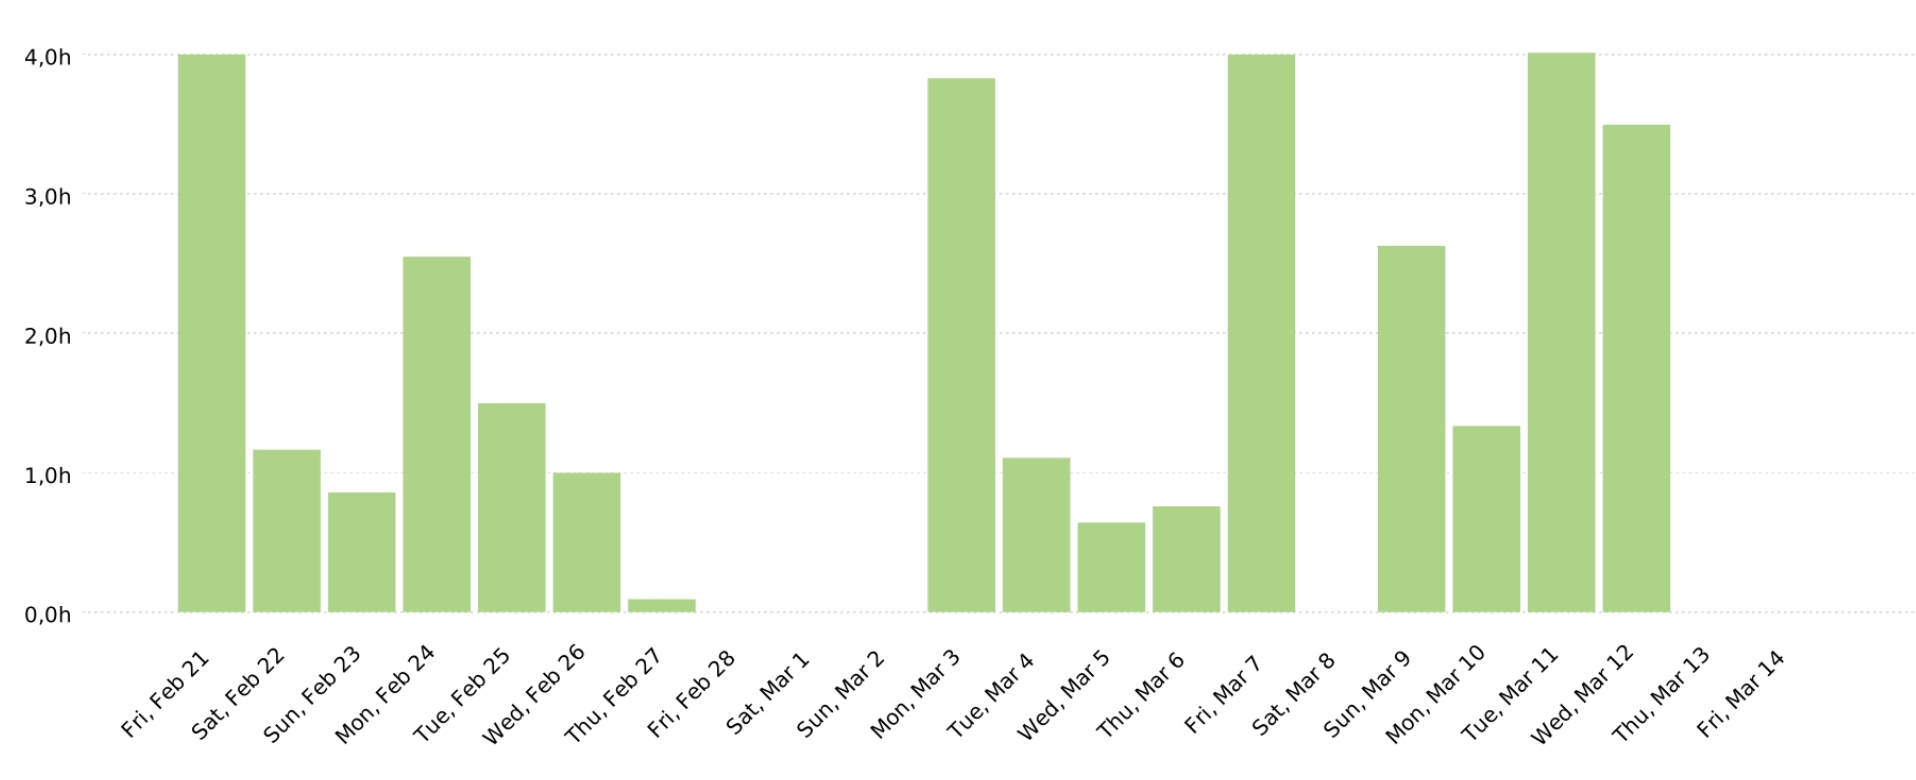 4,0h
3,0h
2,0h
1,0h
0,0h
Fri, Feb 21
Sat, Feb 22
Sun, Feb 23
Mon, Feb 24
Tue, Feb 25
Wed, Feb 26
Thu, Feb 27
Fri, Feb 28
Sat, Mar 1
Sun, Mar 2
Mon, Mar 3
Tue, Mar 4
Wed, Mar 5
Thu, Mar 6
Fri, Mar 7
Sat, Mar 8
Sun, Mar 9
Mon, Mar 10
Tue, Mar 11
Wed, Mar 12
Thu, Mar 13
Fri, Mar 14